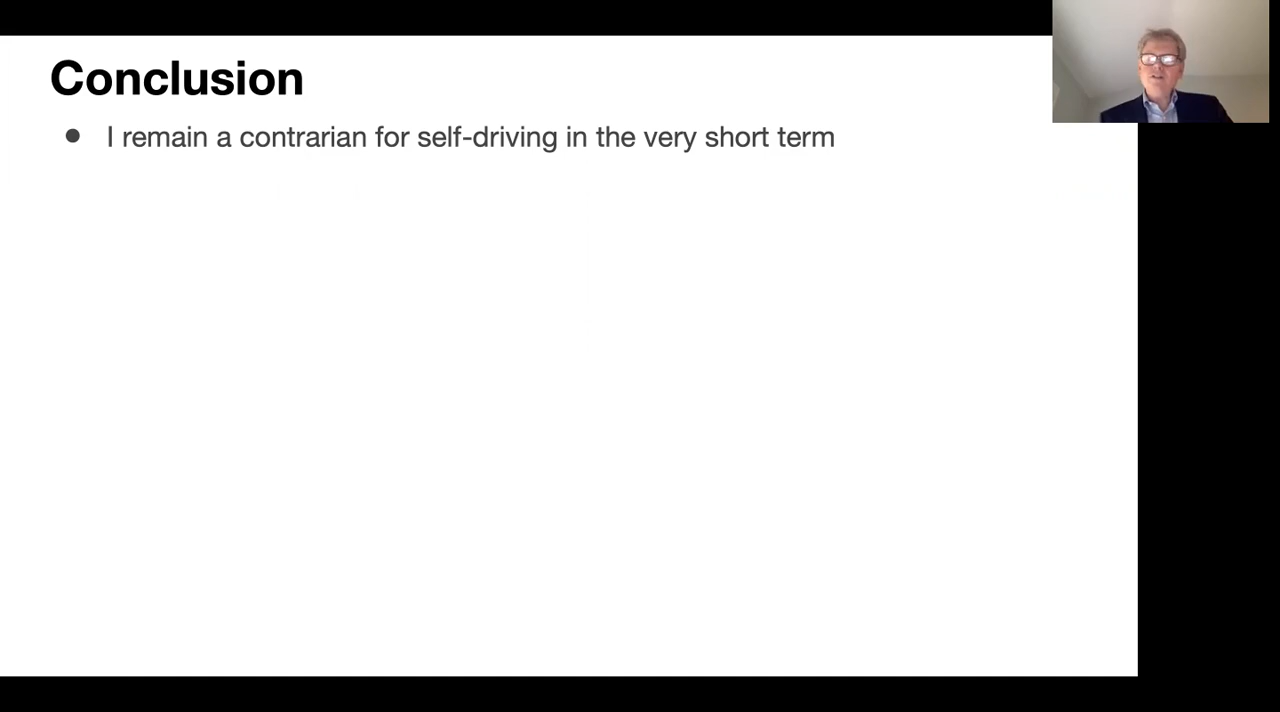 Conclusion
● I remain a contrarian for self-driving in the very short term